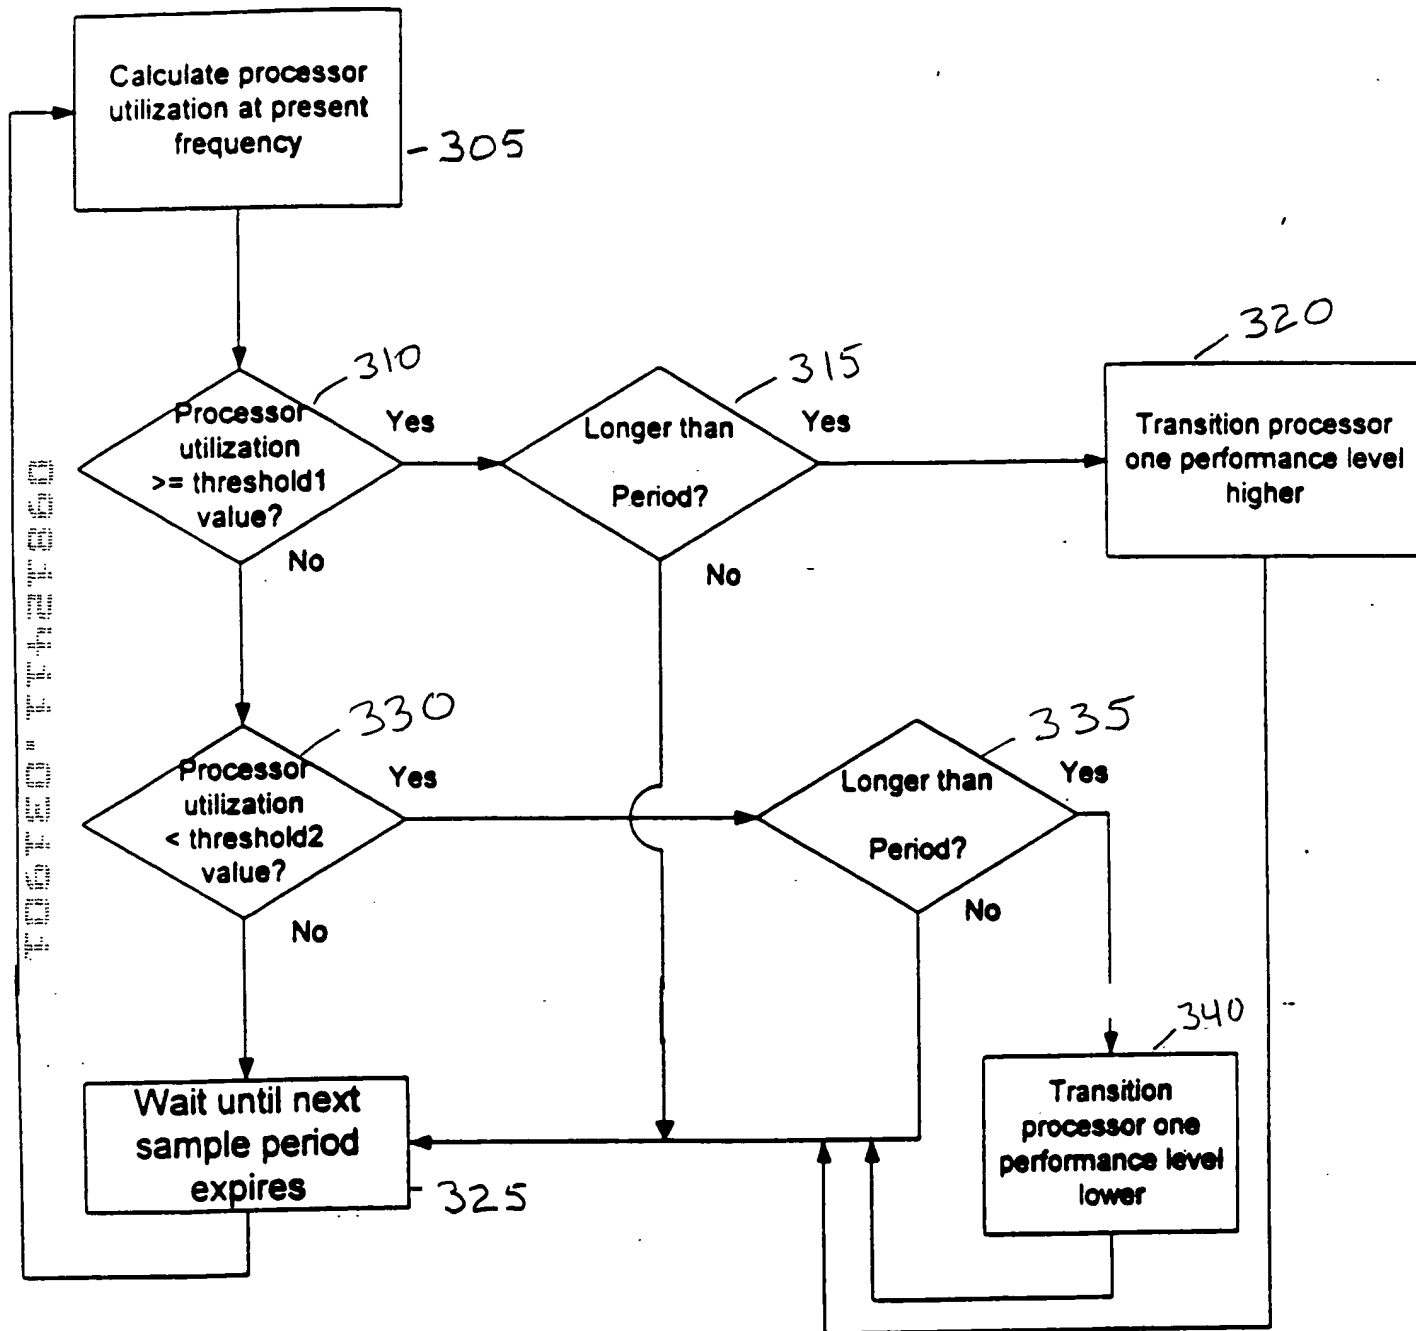 Calculate processor
utilization at present
frequency
305
310
Processor
utilization
>= threshold1
value?
Yes
No
315
Longer than
Period?
Yes
No
320
Transition processor
one performance level
higher
330
Processor
utilization
< threshold2
value?
Yes
No
335
Longer than
Period?
Yes
No
340
Transition
processor one
performance level
lower
Wait until next
sample period
expires
325